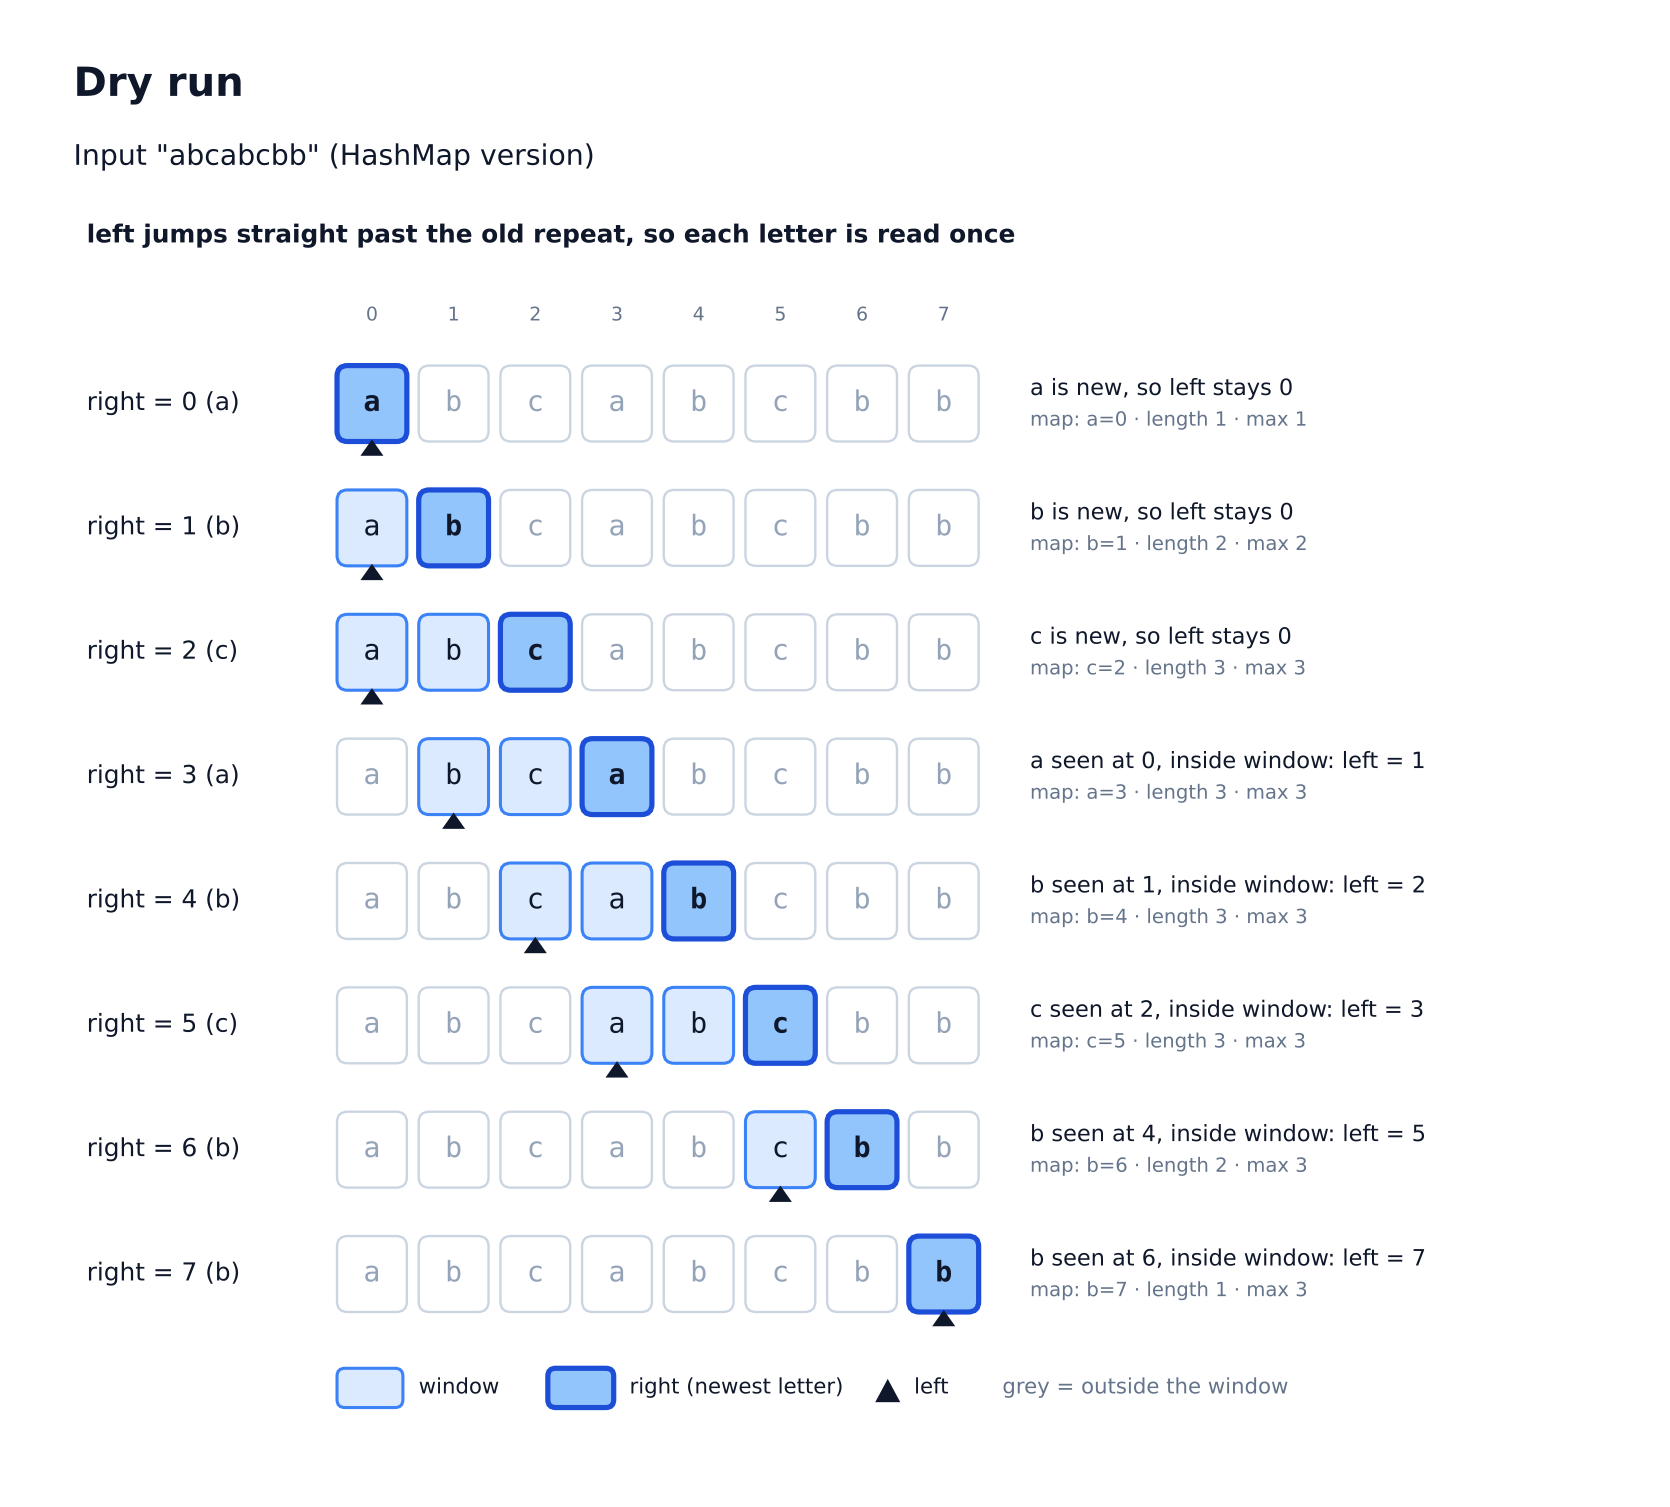 Dry run
Input "abcabcbb" (HashMap version)
left jumps straight past the old repeat, so each letter is read once
0 1 2 3 4 5 6 7
right = 0 (a) a b c a b c b b a is new, so left stays 0
map: a=0 · length 1 · max 1
right = 1 (b) a b c a b c b b b is new, so left stays 0
map: b=1 · length 2 · max 2
right = 2 (c) a b c a b c b b c is new, so left stays 0
map: c=2 · length 3 · max 3
right = 3 (a) a b c a b c b b a seen at 0, inside window: left = 1
map: a=3 · length 3 · max 3
right = 4 (b) a b c a b c b b b seen at 1, inside window: left = 2
map: b=4 · length 3 · max 3
right = 5 (c) a b c a b c b b c seen at 2, inside window: left = 3
map: c=5 · length 3 · max 3
right = 6 (b) a b c a b c b b b seen at 4, inside window: left = 5
map: b=6 · length 2 · max 3
right = 7 (b) a b c a b c b b b seen at 6, inside window: left = 7
map: b=7 · length 1 · max 3
window right (newest letter) left grey = outside the window